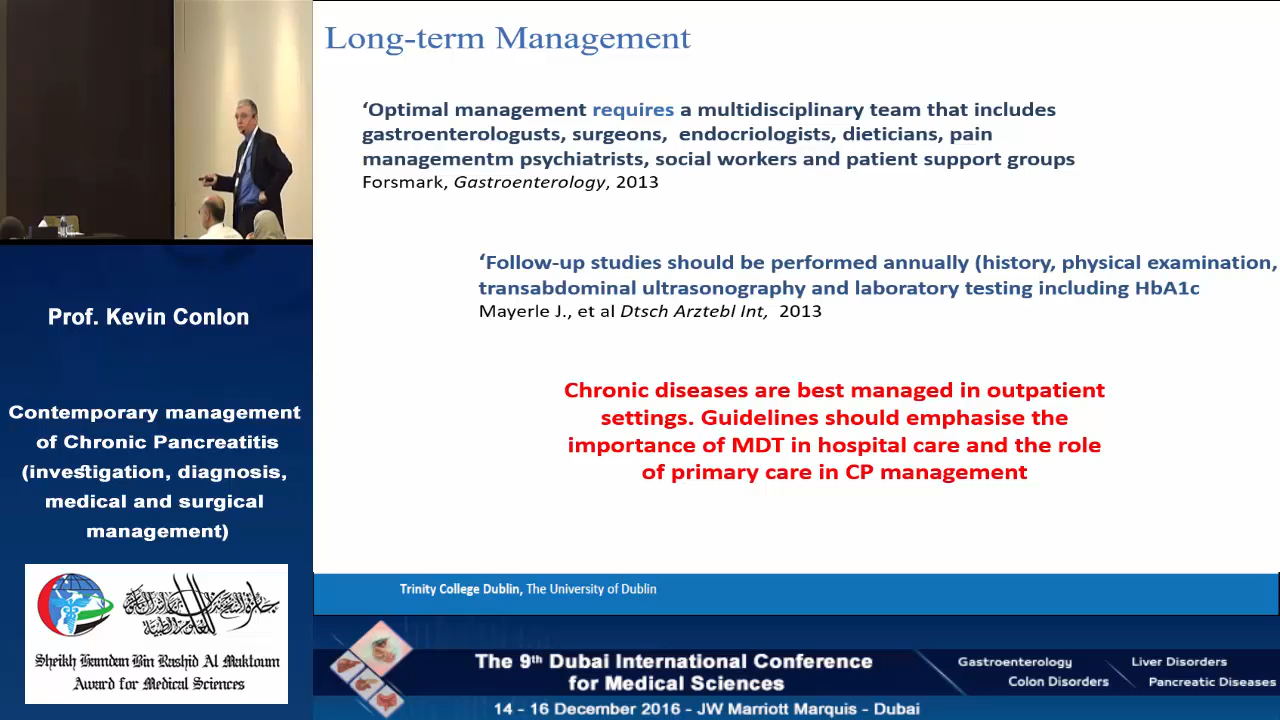 Long-term Management
‘Optimal management requires a multidisciplinary team that includes
gastroenterologusts, surgeons, endocriologists, dieticians, pain
managementm psychiatrists, social workers and patient support groups
Forsmark, Gastroenterology, 2013
‘Follow-up studies should be performed annually (history, physical examination,
transabdominal ultrasonography and laboratory testing including HbA1c
Mayerle J., et al Dtsch Arztebl Int, 2013
Chronic diseases are best managed in outpatient
settings. Guidelines should emphasise the
importance of MDT in hospital care and the role
of primary care in CP management
Trinity College Dublin, The University of Dublin
Prof. Kevin Conlon
Contemporary management
of Chronic Pancreatitis
(investigation, diagnosis,
medical and surgical
management)
Sheikh Hamdan Bin Rashid Al Maktoum
Award for Medical Sciences
The 9th Dubai International Conference
for Medical Sciences
14 - 16 December 2016 - JW Marriott Marquis - Dubai
Gastroenterology
Liver Disorders
Colon Disorders
Pancreatic Diseases